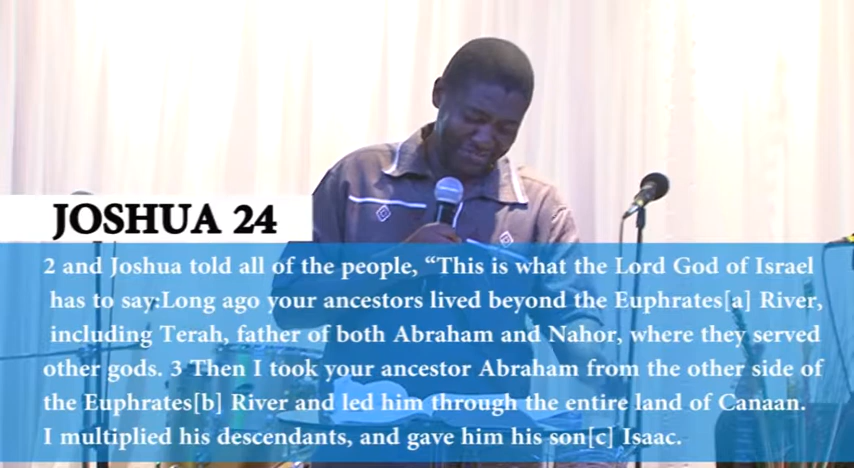 JOSHUA 24
2 and Joshua told all of the people, “This is what the Lord God of Israel
has to say:Long ago your ancestors lived beyond the Euphrates[a] River,
including Terah, father of both Abraham and Nahor, where they served
other gods. 3 Then I took your ancestor Abraham from the other side of
the Euphrates[b] River and led him through the entire land of Canaan.
I multiplied his descendants, and gave him his son[c] Isaac.